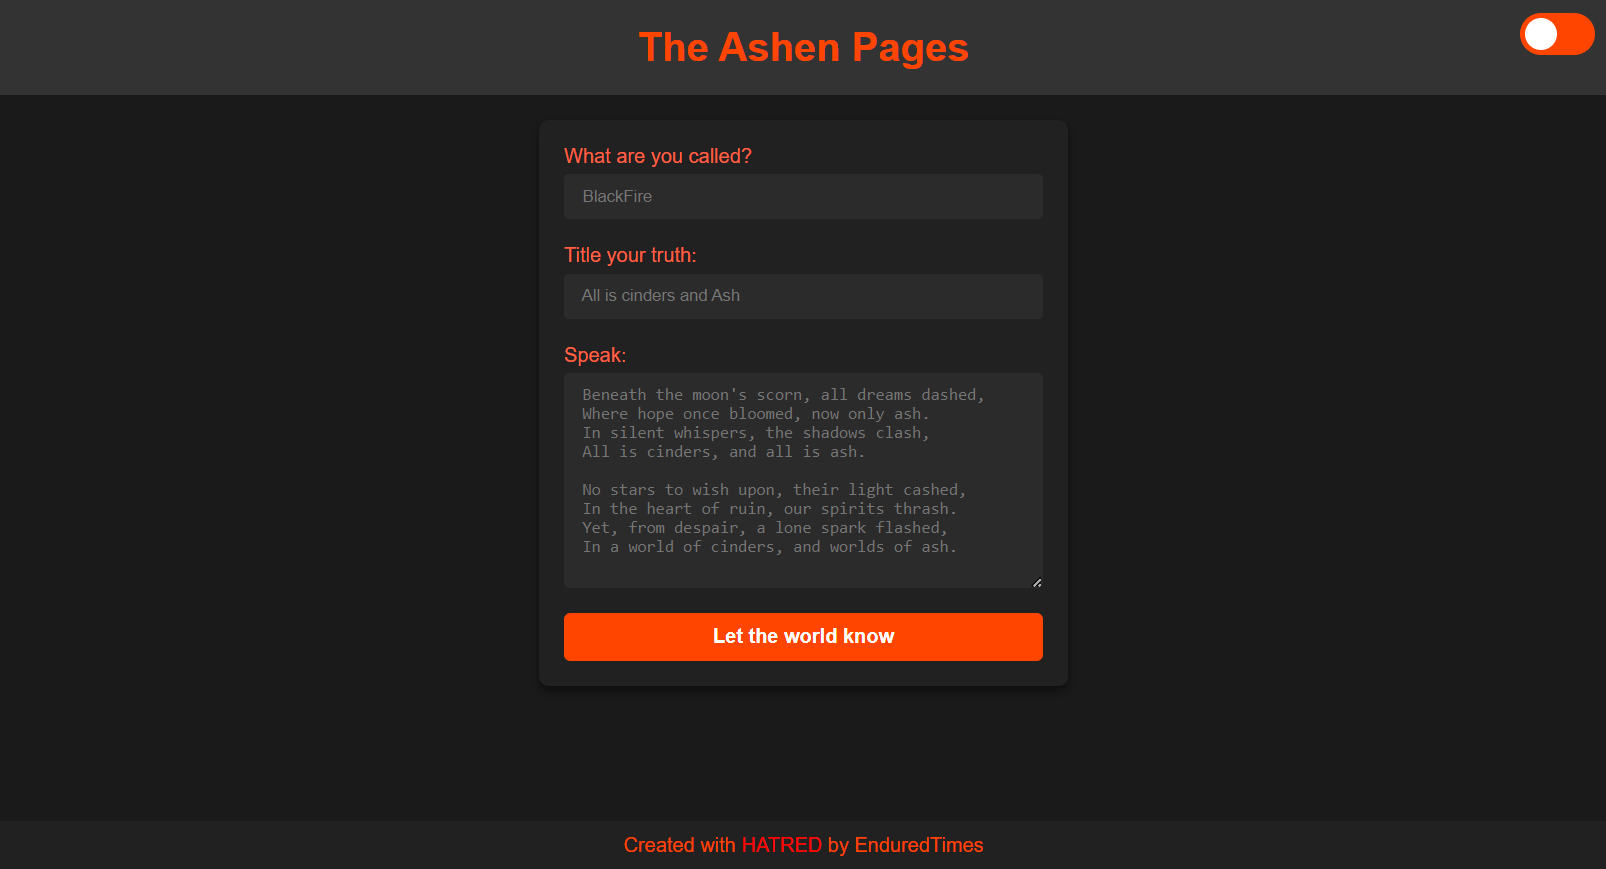 The Ashen Pages
What are you called?
BlackFire
Title your truth:
All is cinders and Ash
Speak:
Beneath the moon's scorn, all dreams dashed,
Where hope once bloomed, now only ash.
In silent whispers, the shadows clash,
All is cinders, and all is ash.

No stars to wish upon, their light cashed,
In the heart of ruin, our spirits thrash.
Yet, from despair, a lone spark flashed,
In a world of cinders, and worlds of ash.
Let the world know
Created with HATRED by EnduredTimes